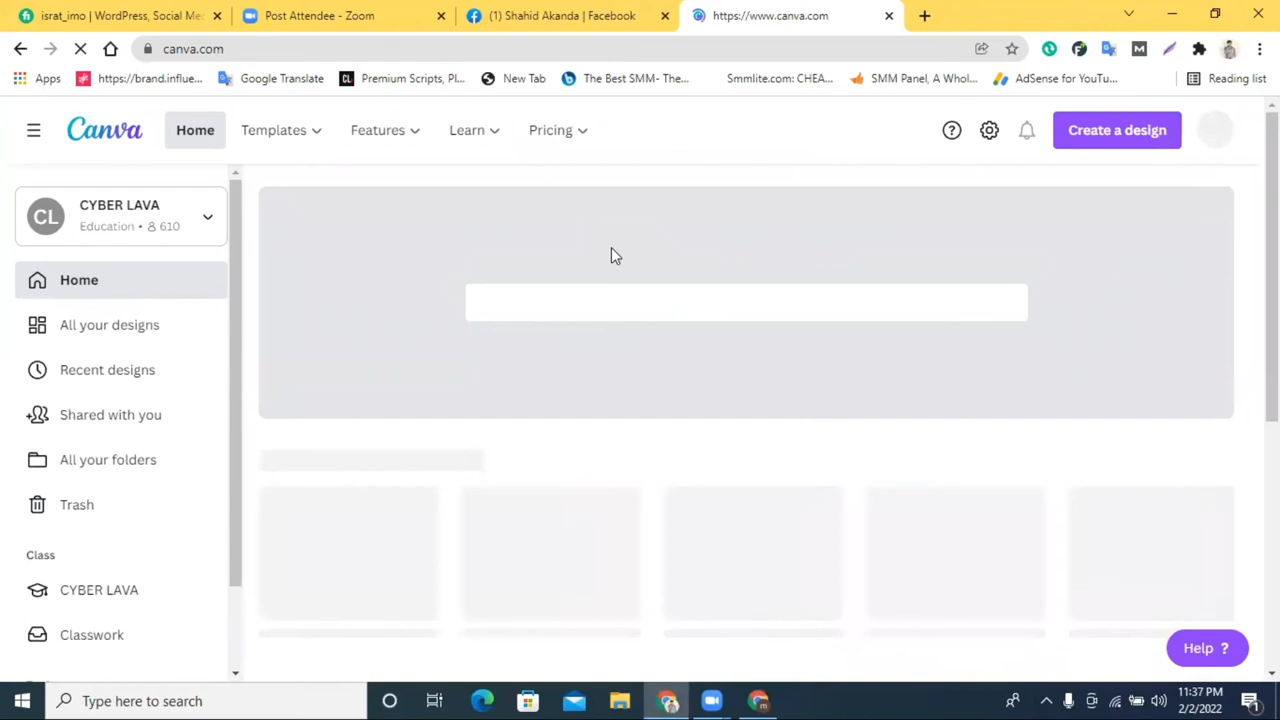 israt_imo | WordPress, Social Me
Post Attendee - Zoom
(1) Shahid Akanda | Facebook
https://www.canva.com
canva.com
Apps
https://brand.influe...
Google Translate
Premium Scripts, Pl...
New Tab
The Best SMM- The...
Smmlite.com: CHEA...
SMM Panel, A Whol...
AdSense for YouTu...
Reading list
Canva
Home
Templates
Features
Learn
Pricing
Create a design
CL
CYBER LAVA
Education • 610
Home
All your designs
Recent designs
Shared with you
All your folders
Trash
Class
CYBER LAVA
Classwork
Help ?
Type here to search
11:37 PM
2/2/2022